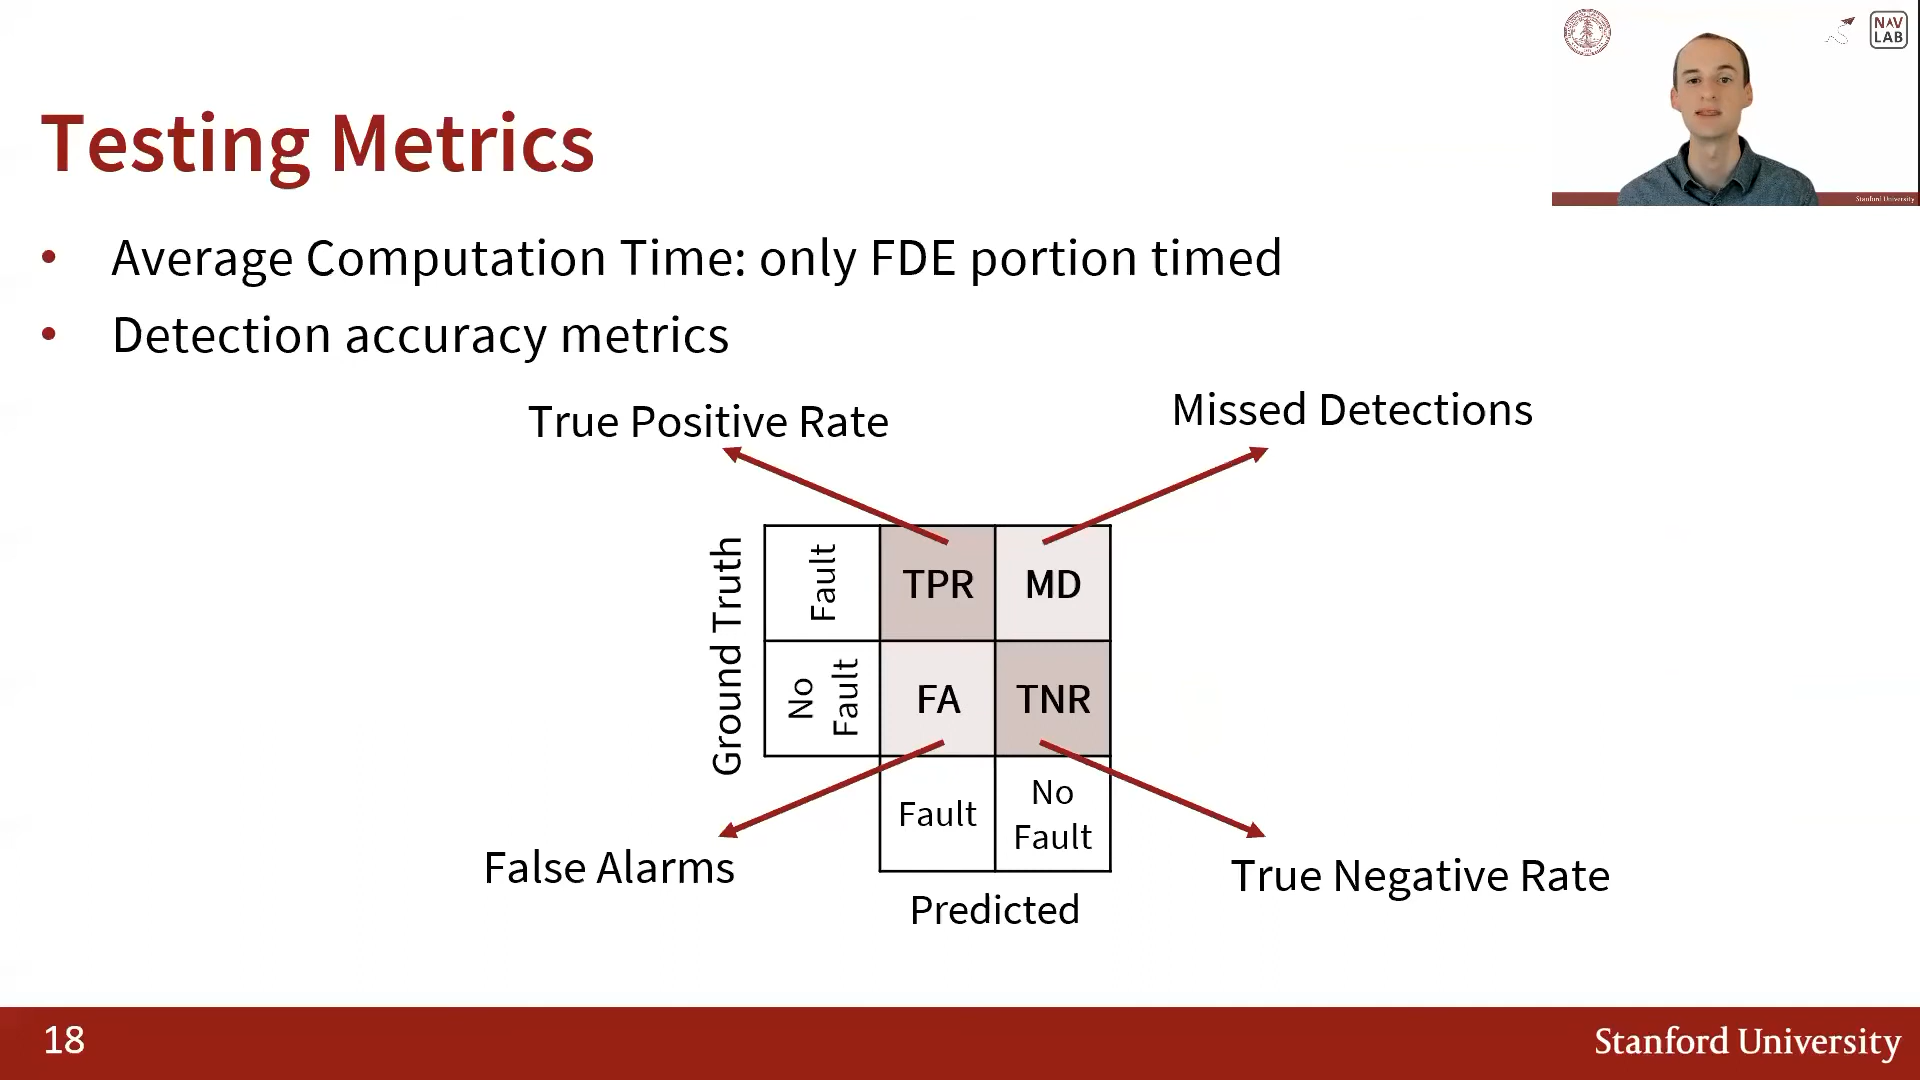 NAV
LAB
Stanford University
Testing Metrics
• Average Computation Time: only FDE portion timed
• Detection accuracy metrics
True Positive Rate
Missed Detections
Ground Truth
Fault
TPR
MD
No
Fault
FA
TNR
Fault
No
Fault
False Alarms
True Negative Rate
Predicted
18
Stanford University